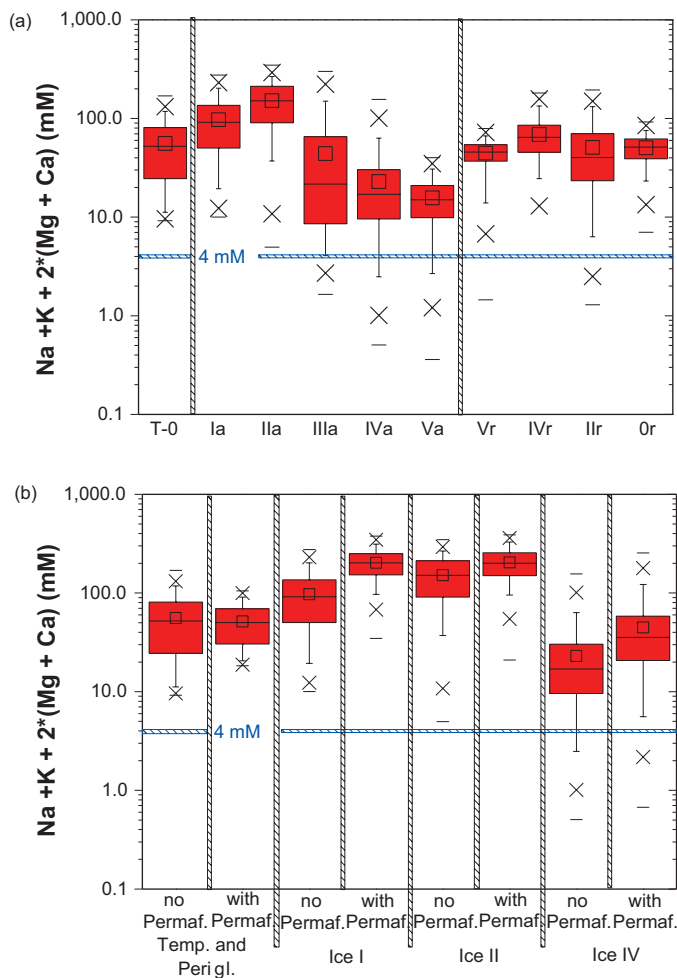 (a)
Na +K + 2*(Mg + Ca) (mM)
1,000.0
100.0
10.0
1.0
0.1
4 mM
T-0 Ia IIa IIIa IVa Va Vr IVr IIr 0r
(b)
Na +K + 2*(Mg + Ca) (mM)
1,000.0
100.0
10.0
1.0
0.1
4 mM
no with no with no with no with
Permaf. Permaf Permaf. Permaf. Permaf. Permaf. Permaf. Permaf.
Temp. and Ice I Ice II Ice IV
Perigl.